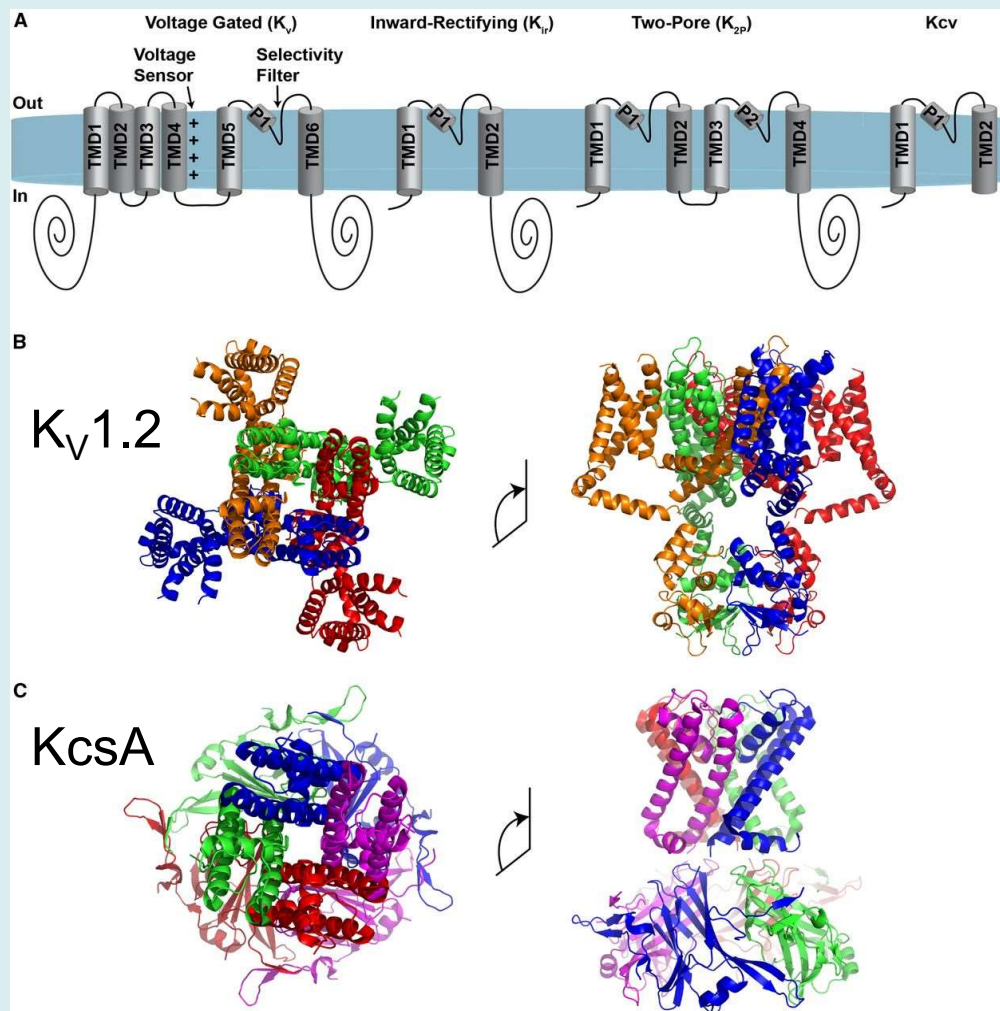 A
Voltage Gated (Kv)
Inward-Rectifying (Kir)
Two-Pore (K2P)
Kcv
Voltage
Sensor
Selectivity
Filter
Out
In
TMD1
TMD2
TMD3
TMD4
+
+
+
+
TMD5
P1
TMD6
TMD1
P1
TMD2
TMD1
P1
TMD2
TMD3
P2
TMD4
TMD1
P1
TMD2
B
KV1.2
C
KcsA